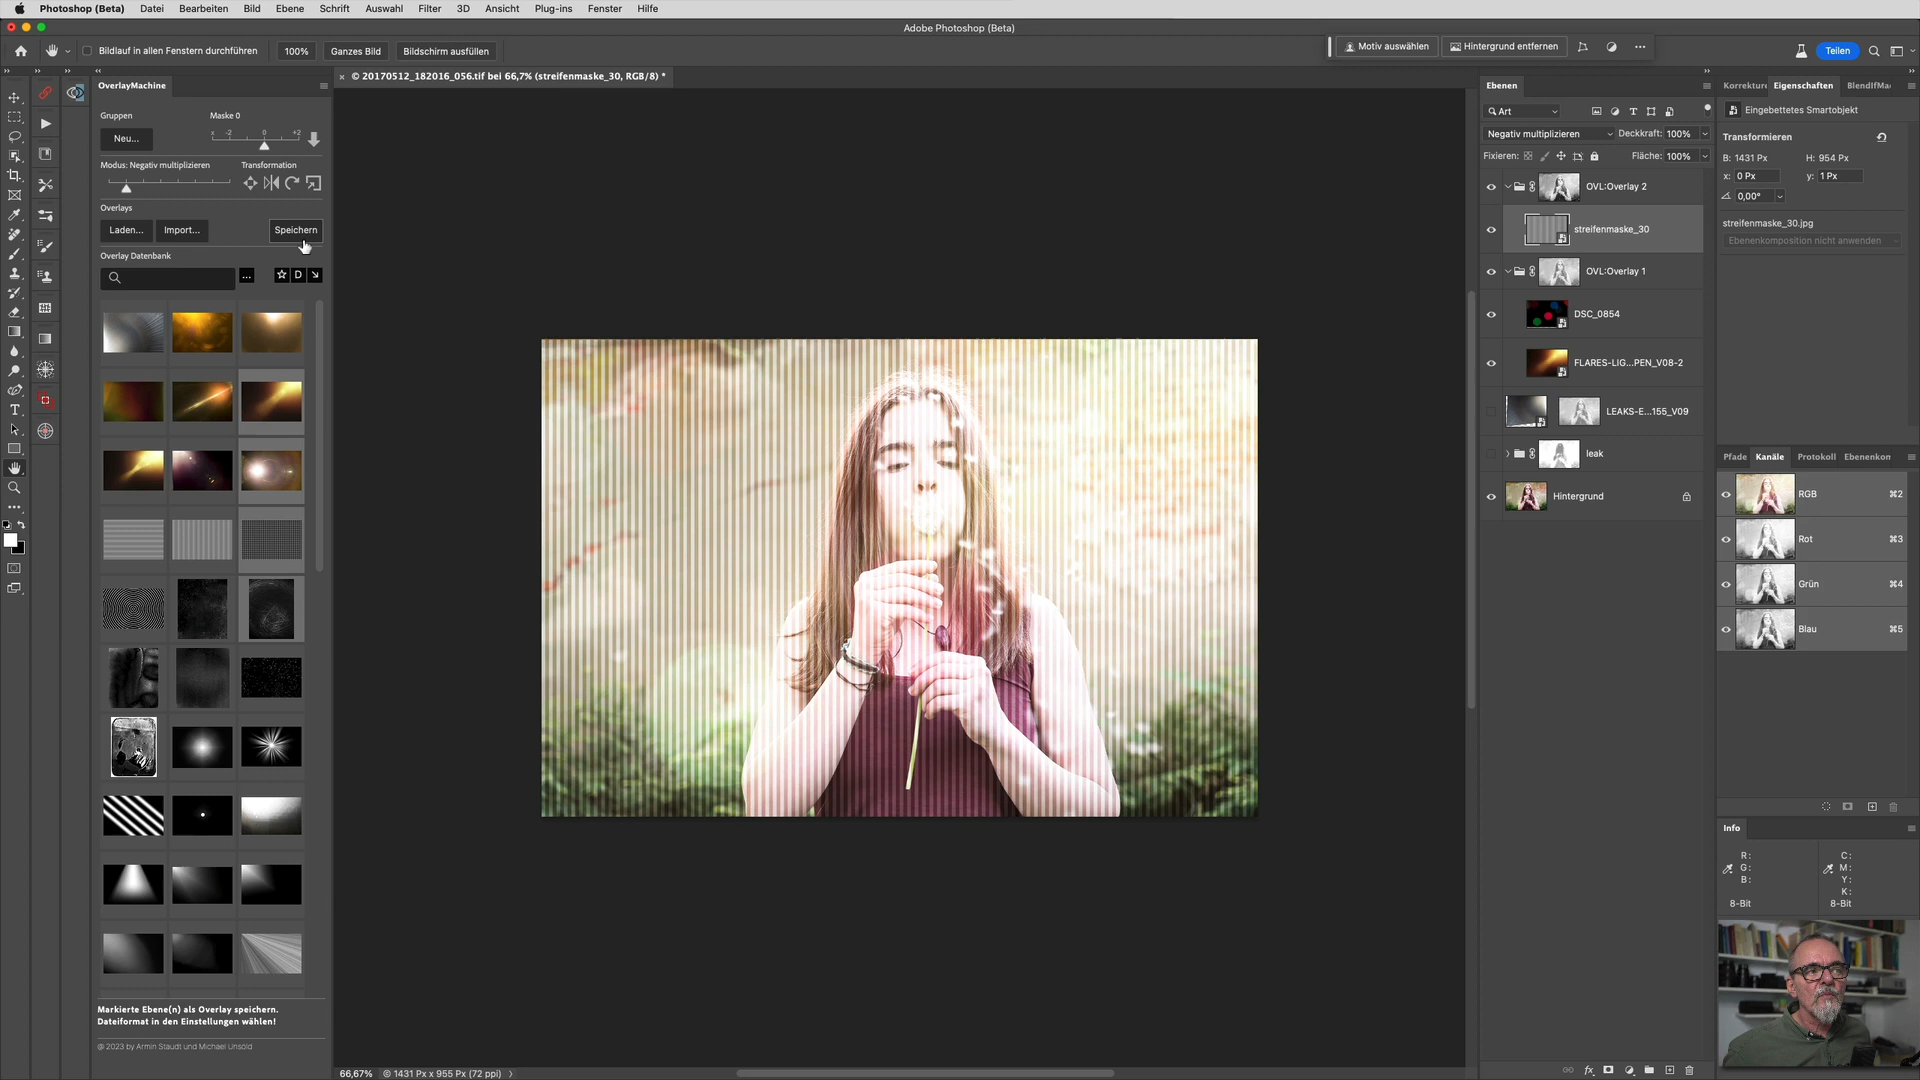 Photoshop (Beta) Datei Bearbeiten Bild Ebene Schrift Auswahl Filter 3D Ansicht Plug-ins Fenster Hilfe
Adobe Photoshop (Beta)
Bildlauf in allen Fenstern durchführen 100% Ganzes Bild Bildschirm ausfüllen
Motiv auswählen Hintergrund entfernen
Teilen
OverlayMachine
© 20170512_182016_056.tif bei 66,7% (streifenmaske_30, RGB/8) *
Gruppen Maske 0
Neu...
x -2 0 +2
Modus: Negativ multiplizieren Transformation
Overlays
Laden... Import... Speichern
Overlay Datenbank
... D
Markierte Ebene(n) als Overlay speichern.
Dateiformat in den Einstellungen wählen!
@ 2023 by Armin Staudt und Michael Unsöld
66,67% © 1431 Px x 955 Px (72 ppi)
Ebenen
Art
Negativ multiplizieren Deckkraft: 100%
Fixieren: Fläche: 100%
OVL:Overlay 2
streifenmaske_30
OVL:Overlay 1
DSC_0854
FLARES-LIG...PEN_V08-2
LEAKS-E...155_V09
leak
Hintergrund
Korrekturen Eigenschaften BlendIfMa
Eingebettetes Smartobjekt
Transformieren
B: 1431 Px H: 954 Px
x: 0 Px y: 1 Px
0,00°
streifenmaske_30.jpg
Ebenenkomposition nicht anwenden
Pfade Kanäle Protokoll Ebenenkon
RGB ⌘2
Rot ⌘3
Grün ⌘4
Blau ⌘5
Info
R: C:
G: M:
B: Y:
K:
8-Bit 8-Bit